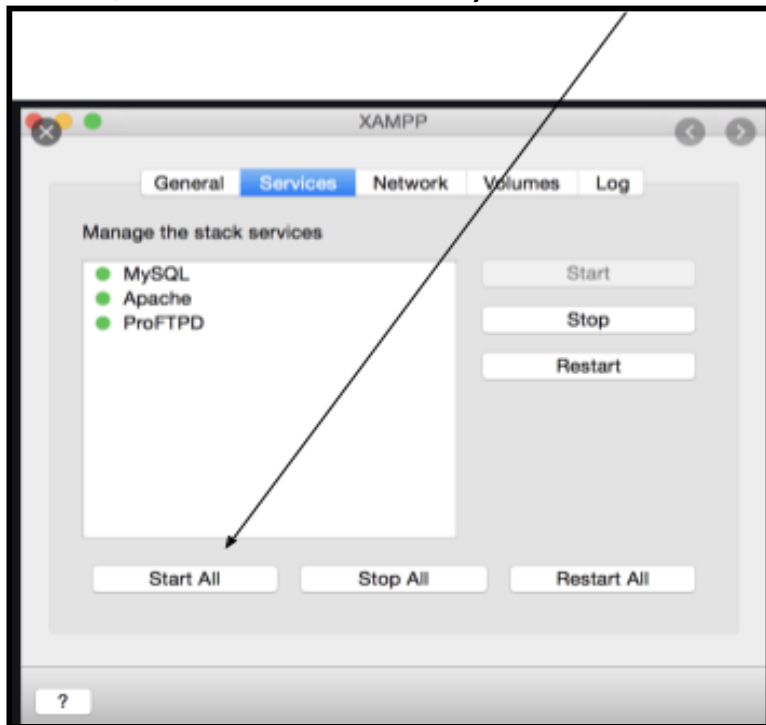 XAMPP
General Services Network Volumes Log
Manage the stack services
MySQL
Apache
ProFTPD
Start
Stop
Restart
Start All Stop All Restart All
?